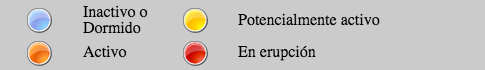 Inactivo o
Dormido
Potencialmente activo
Activo
En erupción